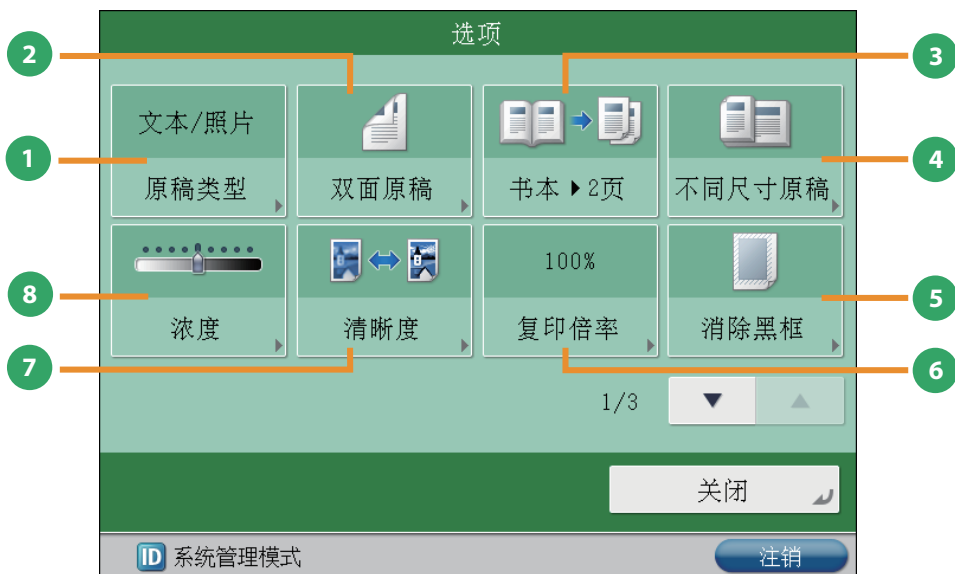 选项
2
3
文本/照片
原稿类型
双面原稿
书本▶2页
不同尺寸原稿
1
4
100%
浓度
清晰度
复印倍率
消除黑框
8
5
7
6
1/3
▼
▲
关闭
ID 系统管理模式
注销